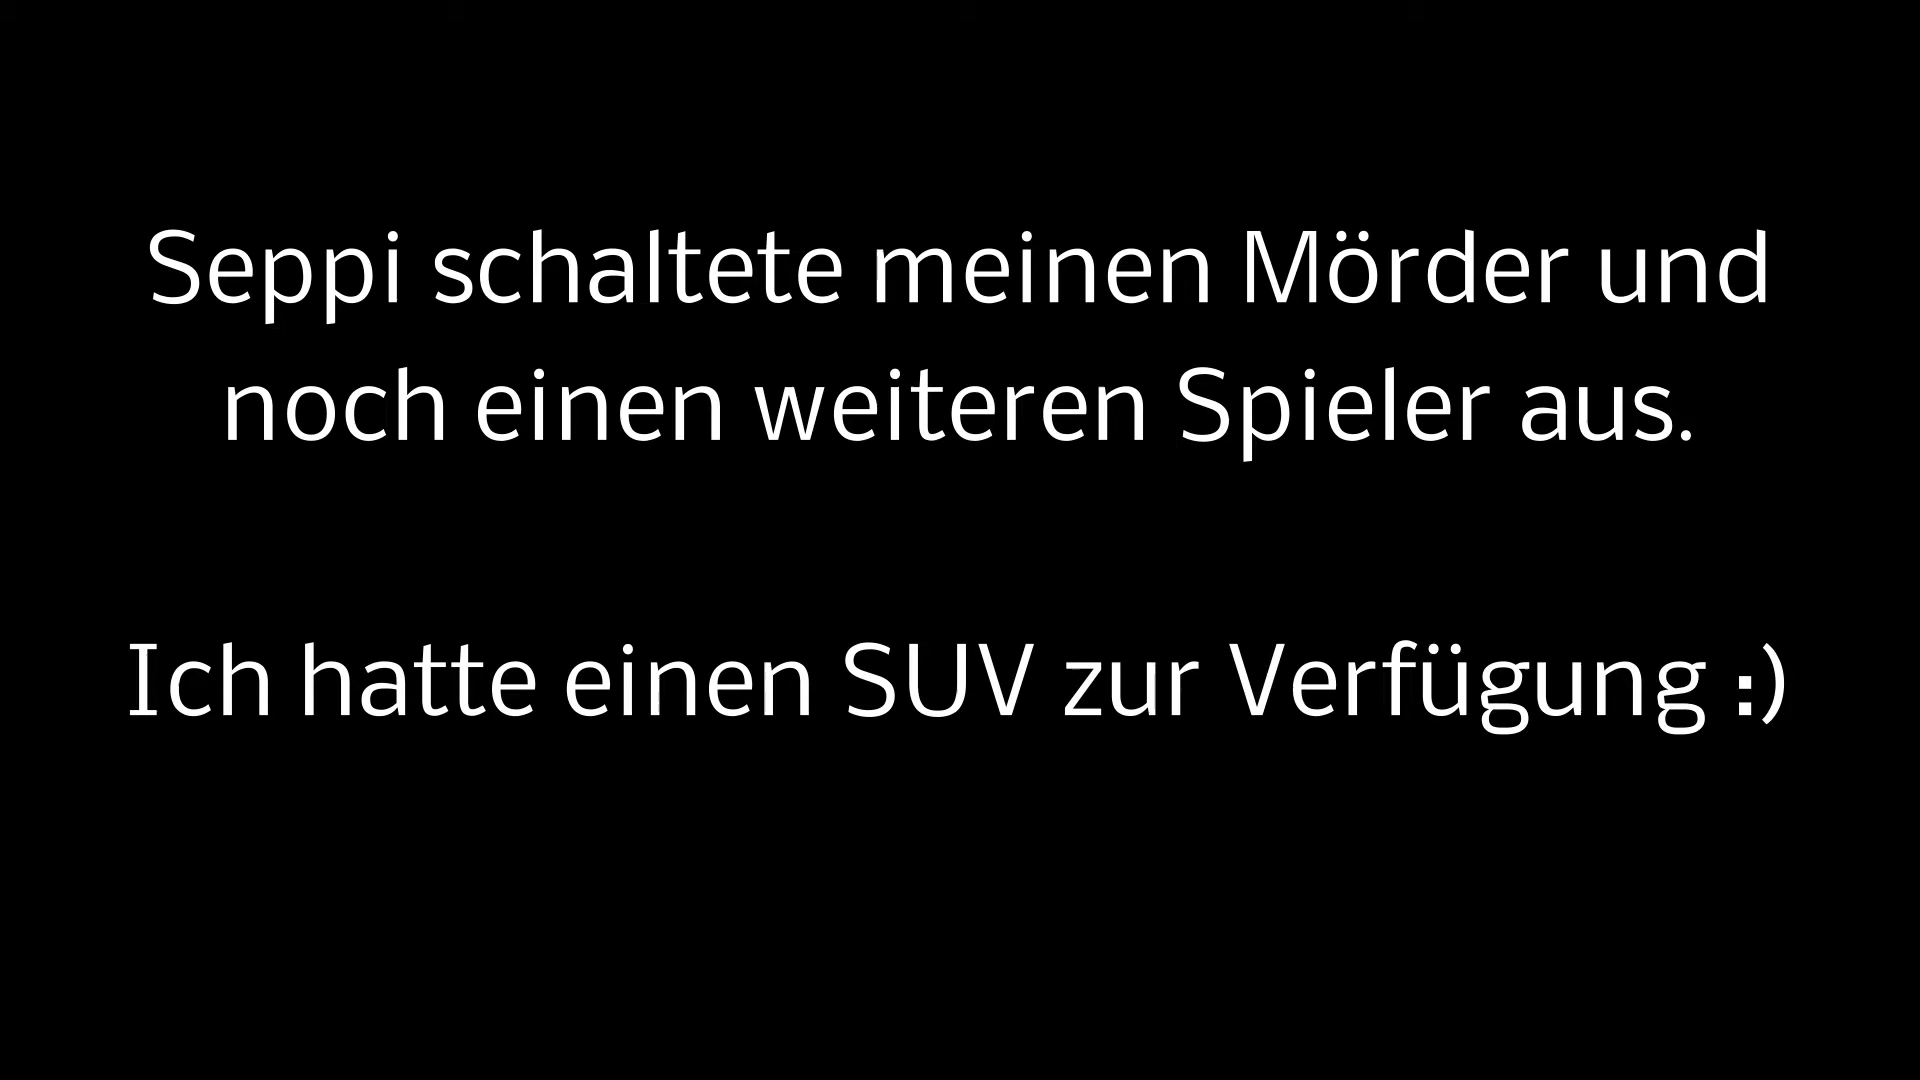 Seppi schaltete meinen Mörder und
noch einen weiteren Spieler aus.
Ich hatte einen SUV zur Verfügung :)